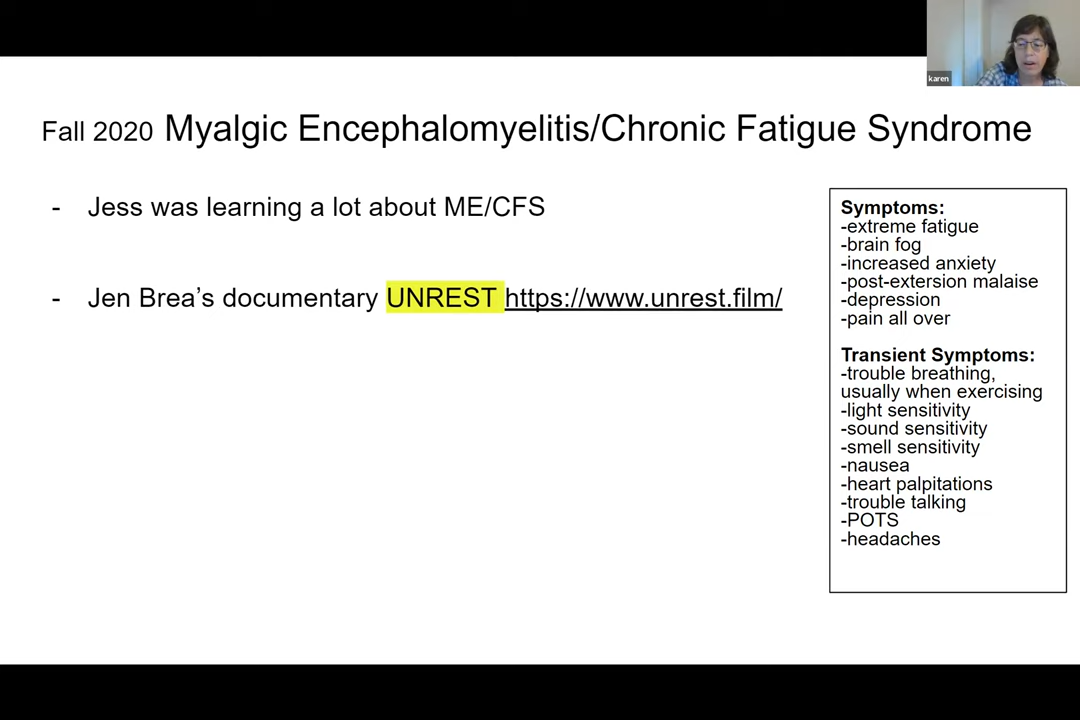 karen
Fall 2020 Myalgic Encephalomyelitis/Chronic Fatigue Syndrome
- Jess was learning a lot about ME/CFS
- Jen Brea’s documentary UNREST https://www.unrest.film/
Symptoms:
-extreme fatigue
-brain fog
-increased anxiety
-post-extersion malaise
-depression
-pain all over
Transient Symptoms:
-trouble breathing,
usually when exercising
-light sensitivity
-sound sensitivity
-smell sensitivity
-nausea
-heart palpitations
-trouble talking
-POTS
-headaches